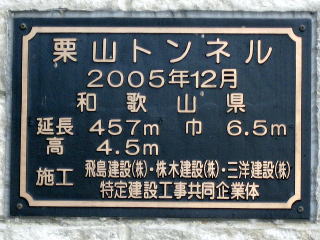 栗山トンネル
2005年12月
和歌山県
延長 457m 巾 6.5m
高 4.5m
施工 飛島建設(株)・株木建設(株)・三洋建設(株)
特定建設工事共同企業体